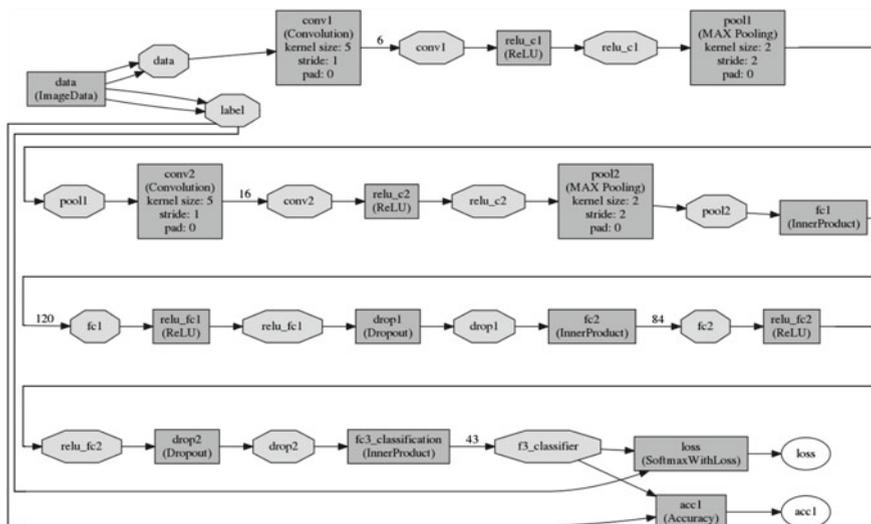 data
(ImageData)
data
label
conv1
(Convolution)
kernel size: 5
stride: 1
pad: 0
6
conv1
relu_c1
(ReLU)
relu_c1
pool1
(MAX Pooling)
kernel size: 2
stride: 2
pad: 0
pool1
conv2
(Convolution)
kernel size: 5
stride: 1
pad: 0
16
conv2
relu_c2
(ReLU)
relu_c2
pool2
(MAX Pooling)
kernel size: 2
stride: 2
pad: 0
pool2
fc1
(InnerProduct)
120
fc1
relu_fc1
(ReLU)
relu_fc1
drop1
(Dropout)
drop1
fc2
(InnerProduct)
84
fc2
relu_fc2
(ReLU)
relu_fc2
drop2
(Dropout)
drop2
fc3_classification
(InnerProduct)
43
f3_classifier
loss
(SoftmaxWithLoss)
loss
acc1
(Accuracy)
acc1